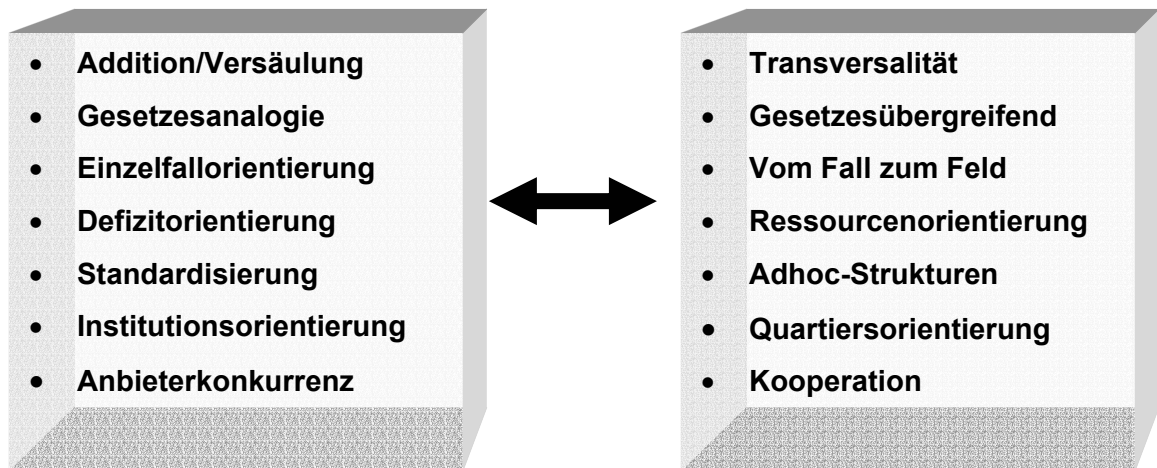 • Addition/Versäulung
• Gesetzesanalogie
• Einzelfallorientierung
• Defizitorientierung
• Standardisierung
• Institutionsorientierung
• Anbieterkonkurrenz
• Transversalität
• Gesetzesübergreifend
• Vom Fall zum Feld
• Ressourcenorientierung
• Adhoc-Strukturen
• Quartiersorientierung
• Kooperation